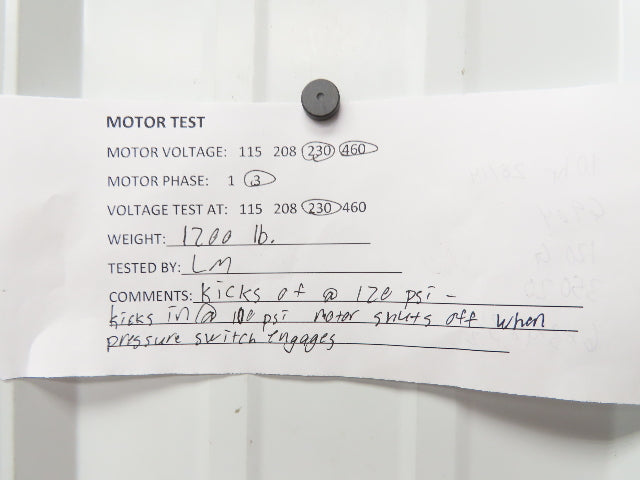 MOTOR TEST
MOTOR VOLTAGE: 115 208 230 460
MOTOR PHASE: 1 3
VOLTAGE TEST AT: 115 208 230 460
WEIGHT: 1200 lb.
TESTED BY: LM
COMMENTS: Kicks of @ 120 psi -
kicks in @ 100 psi motor shuts off when
pressure switch engages